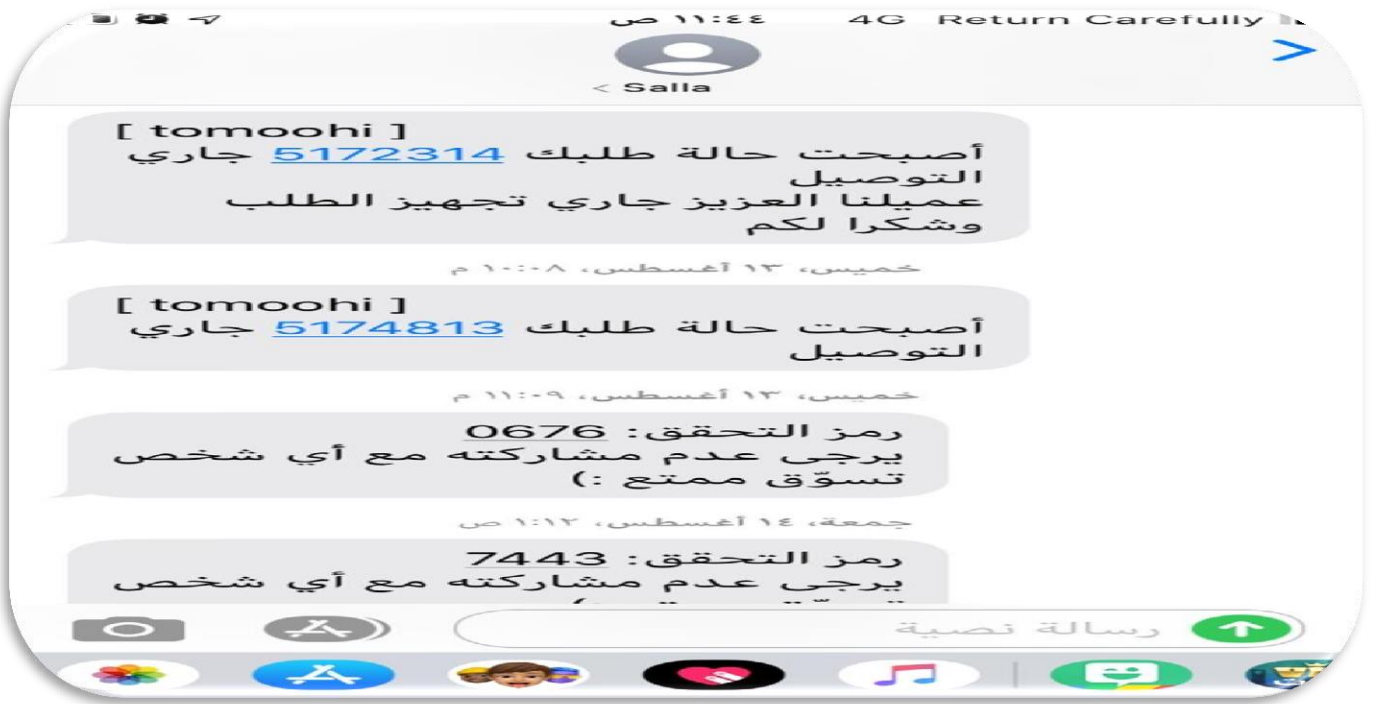 ١١:٤٤ ص
4G Return Carefully
< Salla
[ tomoohi ]
أصبحت حالة طلبك 5172314 جاري
التوصيل
عميلنا العزيز جاري تجهيز الطلب
وشكرا لكم
خميس، ١٣ أغسطس، ١٠:٠٨ م
[ tomoohi ]
أصبحت حالة طلبك 5174813 جاري
التوصيل
خميس، ١٣ أغسطس، ١١:٠٩ م
رمز التحقق: 0676
يرجى عدم مشاركته مع أي شخص
تسوّق ممتع :)
جمعة، ١٤ أغسطس، ١:١٢ ص
رمز التحقق: 7443
يرجى عدم مشاركته مع أي شخص
رسالة نصية